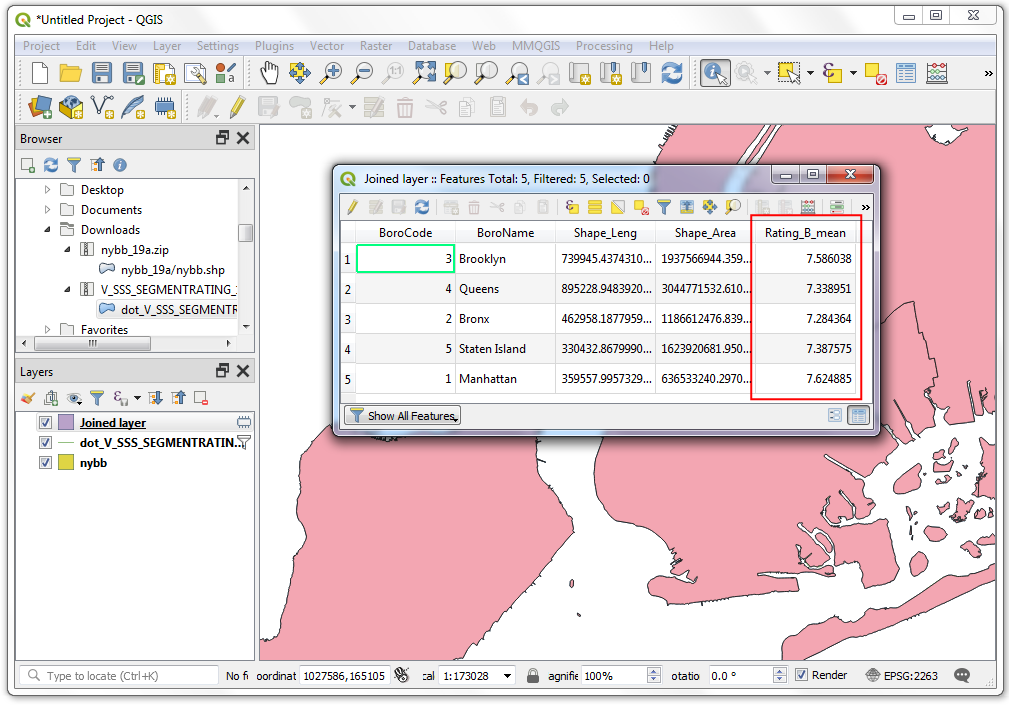 *Untitled Project - QGIS
Project Edit View Layer Settings Plugins Vector Raster Database Web MMQGIS Processing Help
Browser
Desktop
Documents
Downloads
nybb_19a.zip
nybb_19a/nybb.shp
V_SSS_SEGMENTRATING_
dot_V_SSS_SEGMENTR
Favorites
Layers
Joined layer
dot_V_SSS_SEGMENTRATIN...
nybb
Joined layer :: Features Total: 5, Filtered: 5, Selected: 0
BoroCode BoroName Shape_Leng Shape_Area Rating_B_mean
1 3 Brooklyn 739945.4374310... 1937566944.359... 7.586038
2 4 Queens 895228.9483920... 3044771532.610... 7.338951
3 2 Bronx 462958.1877959... 1186612476.839... 7.284364
4 5 Staten Island 330432.8679990... 1623920681.950... 7.387575
5 1 Manhattan 359557.9957329... 636533240.2970... 7.624885
Show All Features
Type to locate (Ctrl+K) No fi oordinat 1027586,165105 cal 1:173028 agnifie 100% otatio 0.0 ° Render EPSG:2263